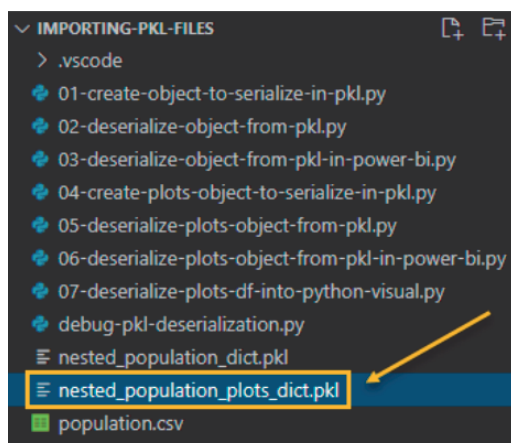 IMPORTING-PKL-FILES
.vscode
01-create-object-to-serialize-in-pkl.py
02-deserialize-object-from-pkl.py
03-deserialize-object-from-pkl-in-power-bi.py
04-create-plots-object-to-serialize-in-pkl.py
05-deserialize-plots-object-from-pkl.py
06-deserialize-plots-object-from-pkl-in-power-bi.py
07-deserialize-plots-df-into-python-visual.py
debug-pkl-deserialization.py
nested_population_dict.pkl
nested_population_plots_dict.pkl
population.csv